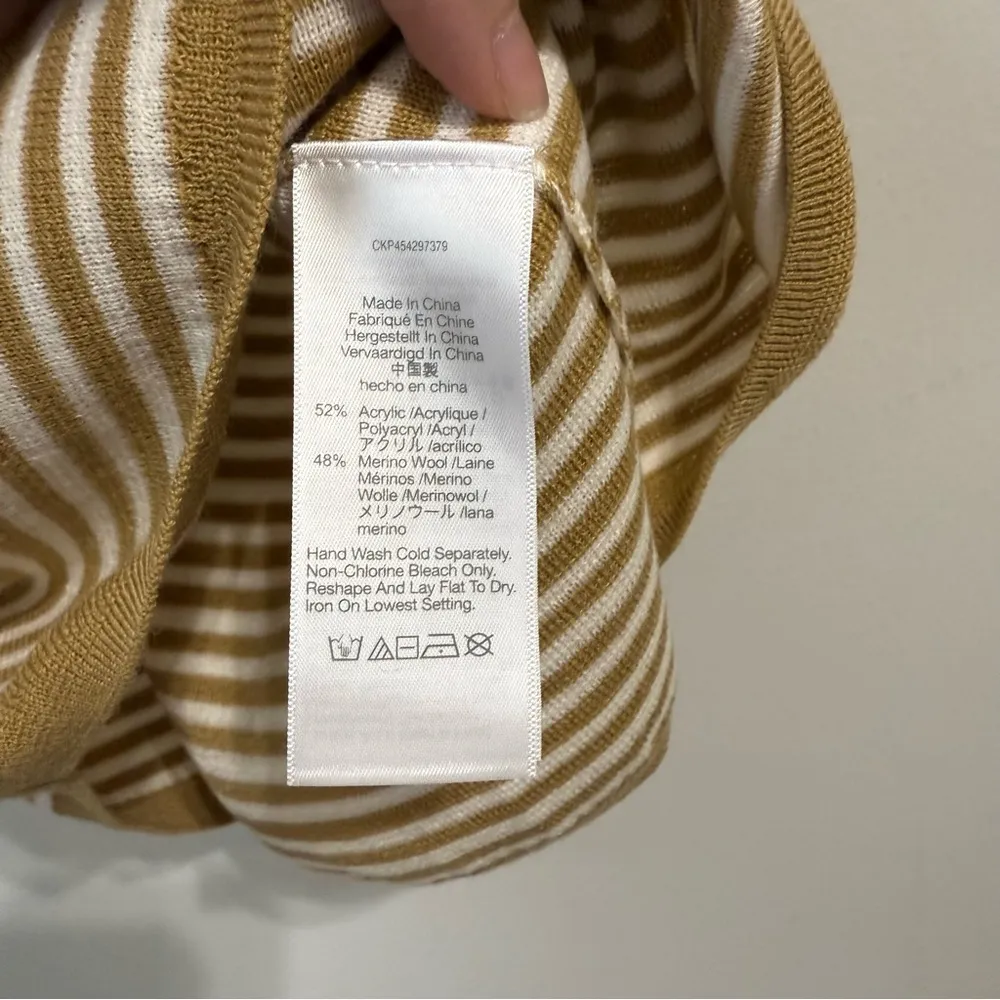 CKP454297379
Made In China
Fabriqué En Chine
Hergestellt In China
Vervaardigd In China
中国製
hecho en china
52% Acrylic /Acrylique /
Polyacryl /Acryl /
アクリル /acrílico
48% Merino Wool /Laine
Mérinos /Merino
Wolle /Merinowol /
メリノウール /lana
merino
Hand Wash Cold Separately.
Non-Chlorine Bleach Only.
Reshape And Lay Flat To Dry.
Iron On Lowest Setting.